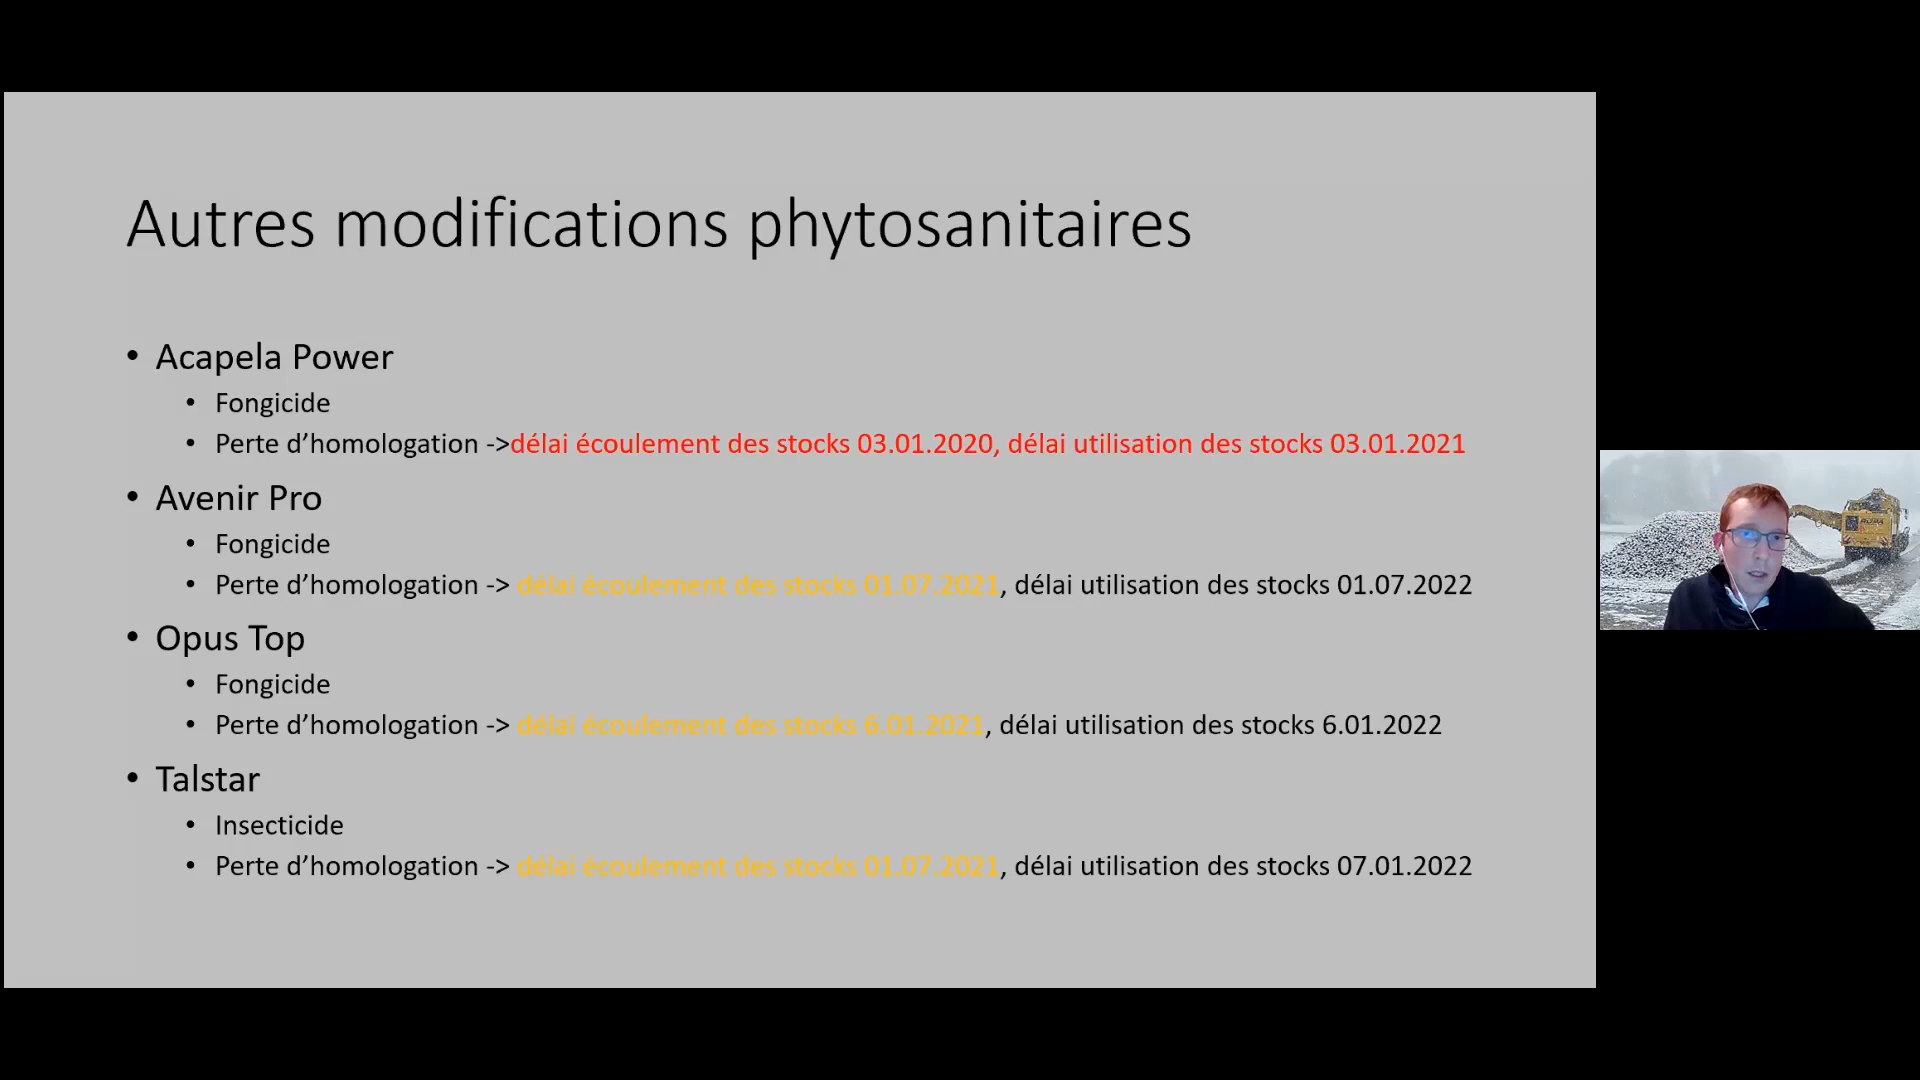 Autres modifications phytosanitaires
• Acapela Power
• Fongicide
• Perte d’homologation ->délai écoulement des stocks 03.01.2020, délai utilisation des stocks 03.01.2021
• Avenir Pro
• Fongicide
• Perte d’homologation -> délai écoulement des stocks 01.07.2021, délai utilisation des stocks 01.07.2022
• Opus Top
• Fongicide
• Perte d’homologation -> délai écoulement des stocks 6.01.2021, délai utilisation des stocks 6.01.2022
• Talstar
• Insecticide
• Perte d’homologation -> délai écoulement des stocks 01.07.2021, délai utilisation des stocks 07.01.2022